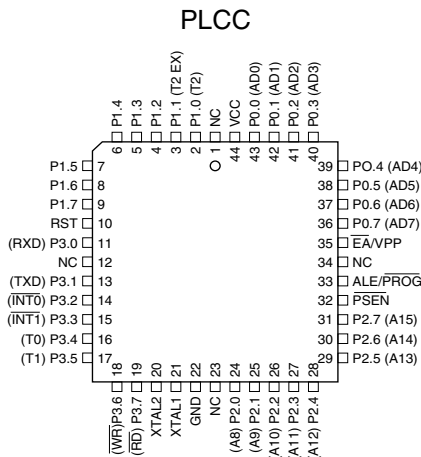 PLCC
P1.4
P1.3
P1.2
P1.1 (T2 EX)
P1.0 (T2)
NC
VCC
P0.0 (AD0)
P0.1 (AD1)
P0.2 (AD2)
P0.3 (AD3)
6 5 4 3 2 1 44 43 42 41 40
P1.5 7
P1.6 8
P1.7 9
RST 10
(RXD) P3.0 11
NC 12
(TXD) P3.1 13
(INT0) P3.2 14
(INT1) P3.3 15
(T0) P3.4 16
(T1) P3.5 17
39 PO.4 (AD4)
38 P0.5 (AD5)
37 P0.6 (AD6)
36 P0.7 (AD7)
35 EA/VPP
34 NC
33 ALE/PROG
32 PSEN
31 P2.7 (A15)
30 P2.6 (A14)
29 P2.5 (A13)
18 19 20 21 22 23 24 25 26 27 28
(WR) P3.6
(RD) P3.7
XTAL2
XTAL1
GND
NC
(A8) P2.0
(A9) P2.1
(A10) P2.2
(A11) P2.3
(A12) P2.4